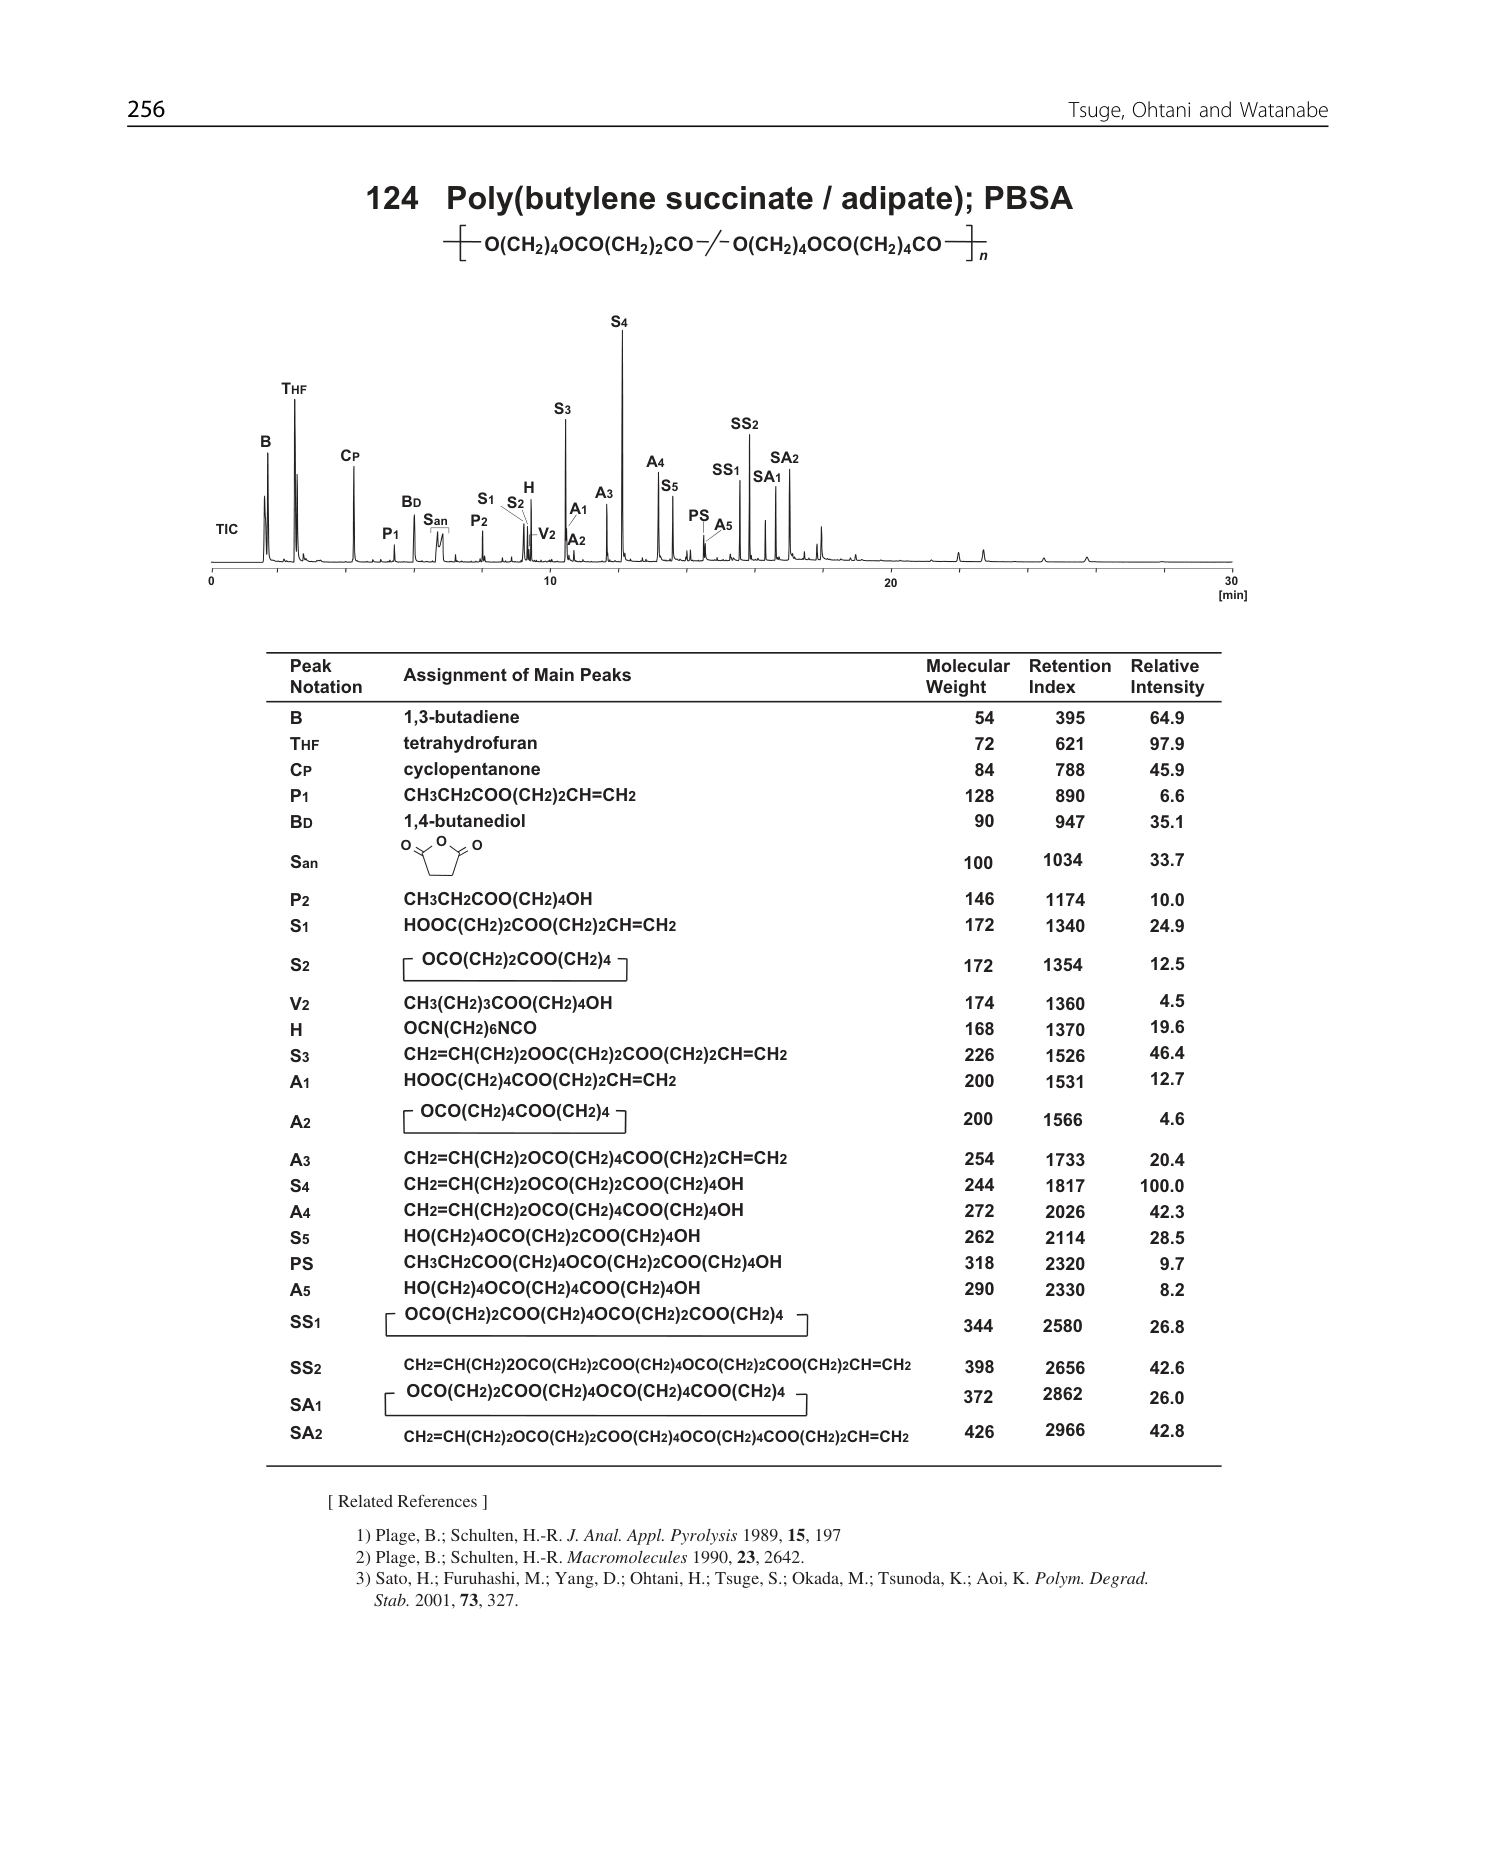 256
Tsuge, Ohtani and Watanabe
124 Poly(butylene succinate / adipate); PBSA
O(CH2)4OCO(CH2)2CO O(CH2)4OCO(CH2)4CO n
S4
THF
S3
SS2
B
CP
A4
SA2
SS1
SA1
H
S5
BD
S1
S2
A3
A1
San
P2
PS
A5
TIC
P1
V2
A2
0 10 20 30
[min]
Peak Notation Assignment of Main Peaks Molecular Weight Retention Index Relative Intensity
B 1,3-butadiene 54 395 64.9
THF tetrahydrofuran 72 621 97.9
CP cyclopentanone 84 788 45.9
P1 CH3CH2COO(CH2)2CH=CH2 128 890 6.6
BD 1,4-butanediol 90 947 35.1
San O O O 100 1034 33.7
P2 CH3CH2COO(CH2)4OH 146 1174 10.0
S1 HOOC(CH2)2COO(CH2)2CH=CH2 172 1340 24.9
S2 OCO(CH2)2COO(CH2)4 172 1354 12.5
V2 CH3(CH2)3COO(CH2)4OH 174 1360 4.5
H OCN(CH2)6NCO 168 1370 19.6
S3 CH2=CH(CH2)2OOC(CH2)2COO(CH2)2CH=CH2 226 1526 46.4
A1 HOOC(CH2)4COO(CH2)2CH=CH2 200 1531 12.7
A2 OCO(CH2)4COO(CH2)4 200 1566 4.6
A3 CH2=CH(CH2)2OCO(CH2)4COO(CH2)2CH=CH2 254 1733 20.4
S4 CH2=CH(CH2)2OCO(CH2)2COO(CH2)4OH 244 1817 100.0
A4 CH2=CH(CH2)2OCO(CH2)4COO(CH2)4OH 272 2026 42.3
S5 HO(CH2)4OCO(CH2)2COO(CH2)4OH 262 2114 28.5
PS CH3CH2COO(CH2)4OCO(CH2)2COO(CH2)4OH 318 2320 9.7
A5 HO(CH2)4OCO(CH2)4COO(CH2)4OH 290 2330 8.2
SS1 OCO(CH2)2COO(CH2)4OCO(CH2)2COO(CH2)4 344 2580 26.8
SS2 CH2=CH(CH2)2OCO(CH2)2COO(CH2)4OCO(CH2)2COO(CH2)2CH=CH2 398 2656 42.6
SA1 OCO(CH2)2COO(CH2)4OCO(CH2)4COO(CH2)4 372 2862 26.0
SA2 CH2=CH(CH2)2OCO(CH2)2COO(CH2)4OCO(CH2)4COO(CH2)2CH=CH2 426 2966 42.8
[ Related References ]
1) Plage, B.; Schulten, H.-R. J. Anal. Appl. Pyrolysis 1989, 15, 197
2) Plage, B.; Schulten, H.-R. Macromolecules 1990, 23, 2642.
3) Sato, H.; Furuhashi, M.; Yang, D.; Ohtani, H.; Tsuge, S.; Okada, M.; Tsunoda, K.; Aoi, K. Polym. Degrad.
Stab. 2001, 73, 327.